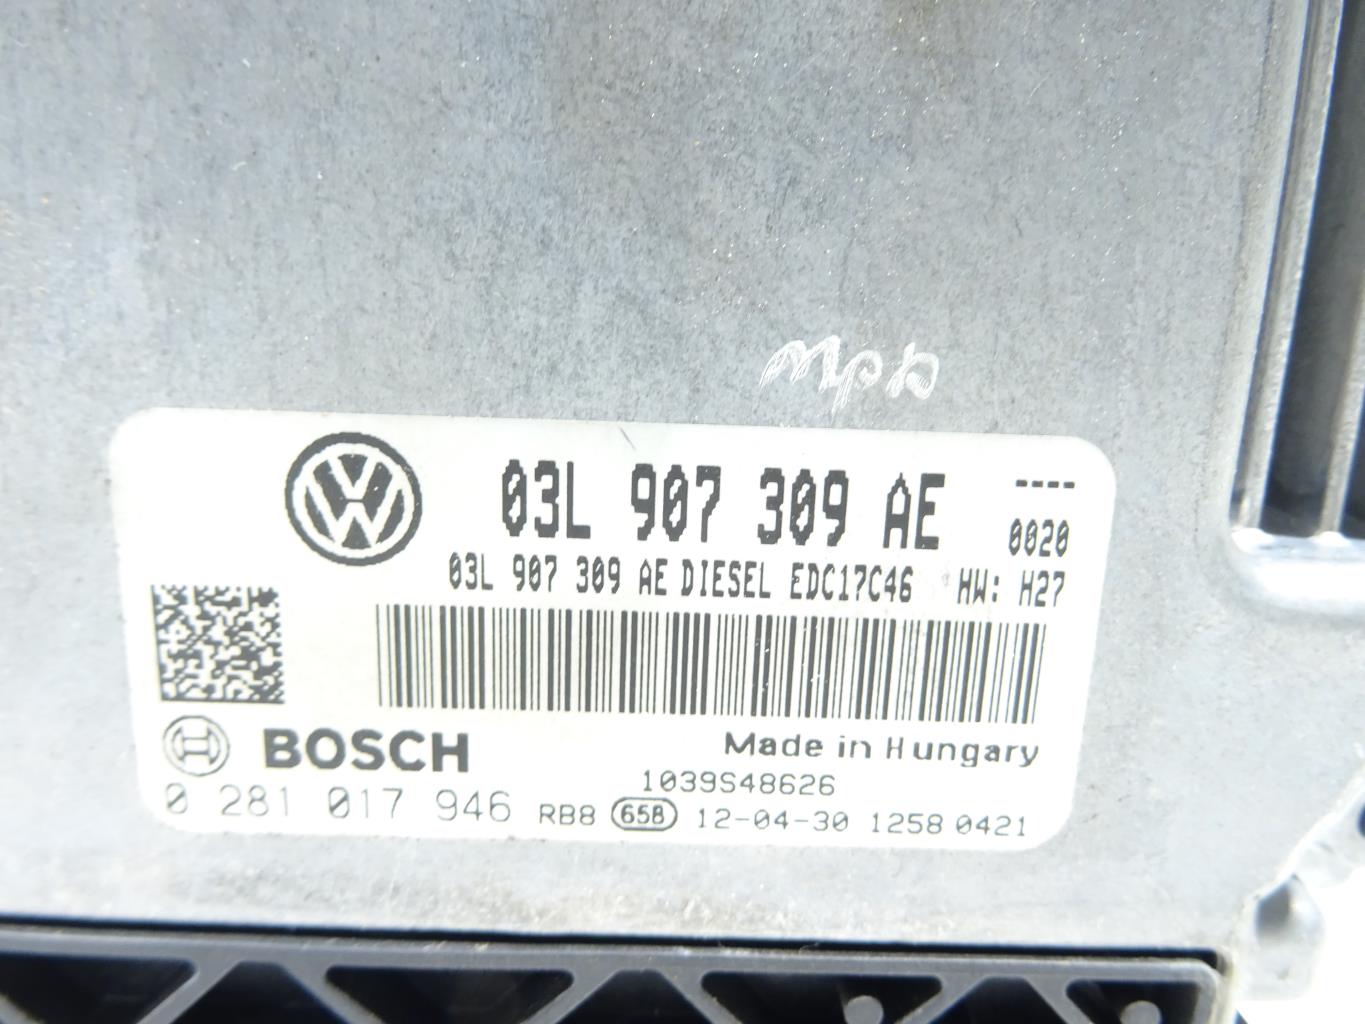 03L 907 309 AE ----
0020
03L 907 309 AE DIESEL EDC17C46 HW: H27
BOSCH Made in Hungary
1039S48626
0 281 017 946 RB8 658 12-04-30 1258 0421